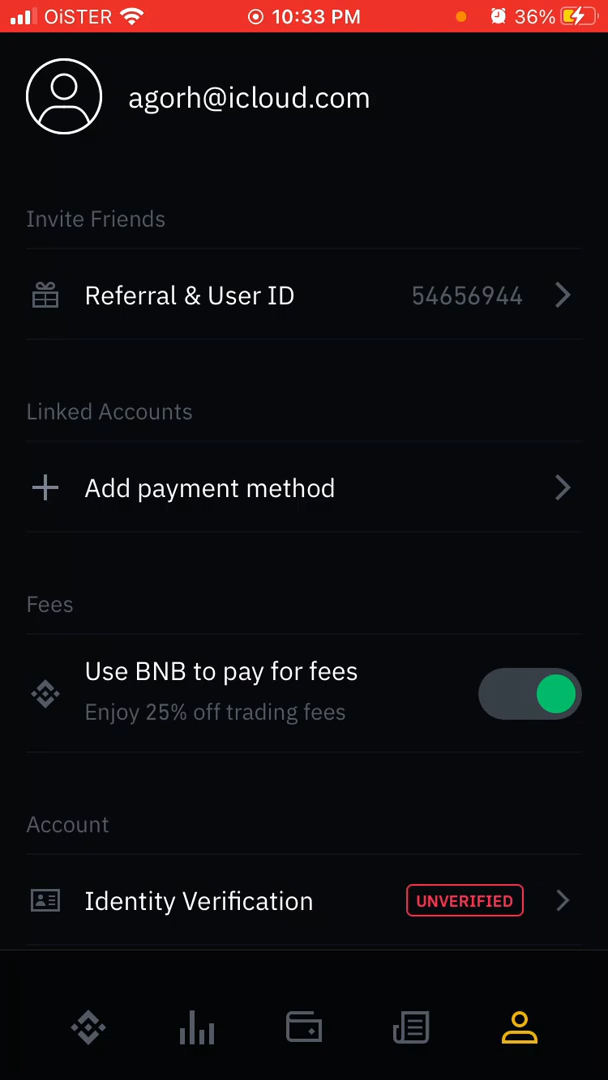 OiSTER 10:33 PM 36%
agorh@icloud.com
Invite Friends
Referral & User ID 54656944
Linked Accounts
Add payment method
Fees
Use BNB to pay for fees
Enjoy 25% off trading fees
Account
Identity Verification UNVERIFIED